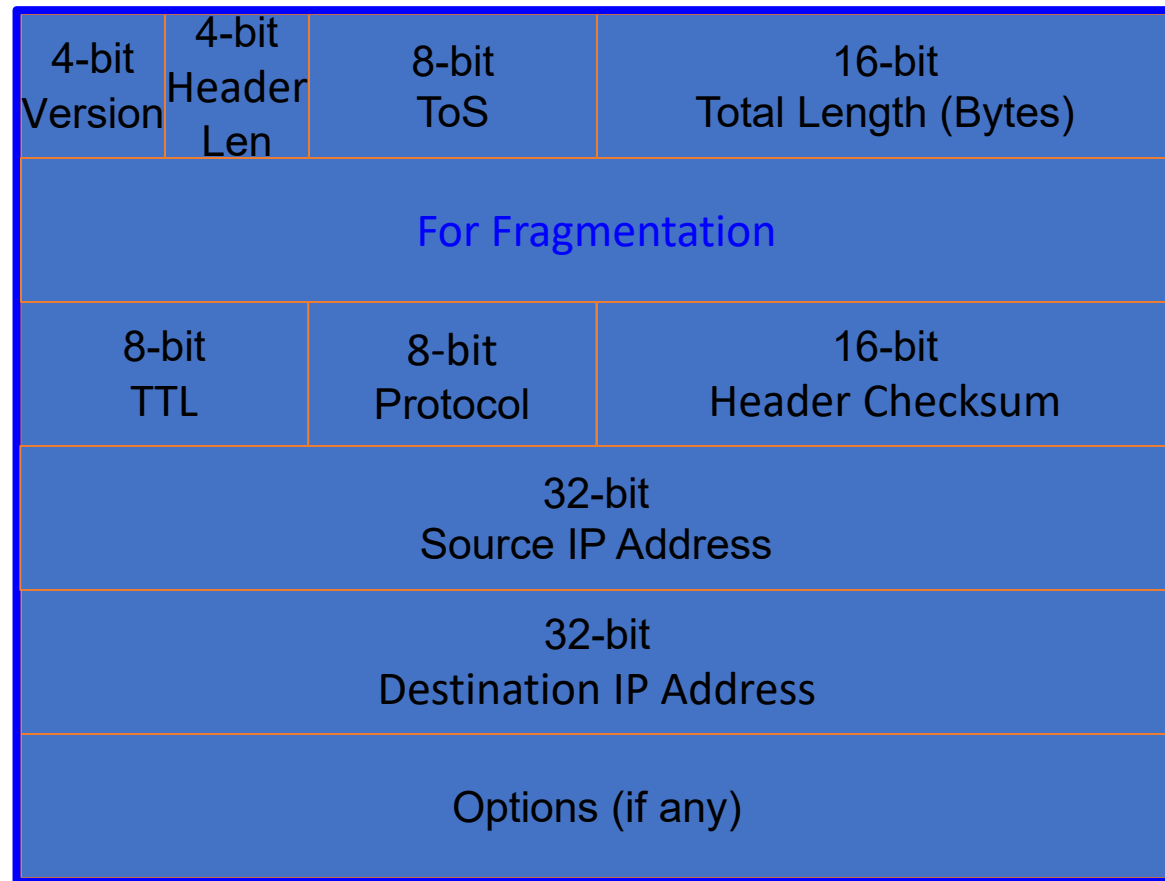 4-bit
Version
4-bit
Header
Len
8-bit
ToS
16-bit
Total Length (Bytes)
For Fragmentation
8-bit
TTL
8-bit
Protocol
16-bit
Header Checksum
32-bit
Source IP Address
32-bit
Destination IP Address
Options (if any)